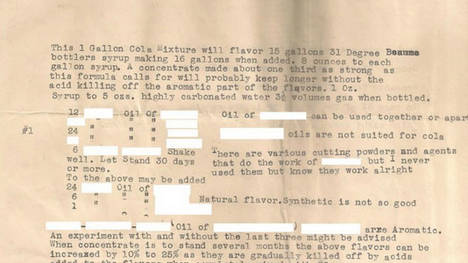 This 1 Gallon Cola Mixture will flavor 15 gallons 31 Degree Beaume
bottlers syrup making 16 gallons when added. 8 ounces to each
gallon syrup. A concentrate made about one third as strong as
this formula calls for will probably keep longer without the
acid killing off the aromatic part of the flavors. 1 Oz.
Syrup to 5 ozs. highly carbonated water 3½ volumes gas when bottled.
12 " Oil of Oil of can be used together or apar
#1 24 " " oils are not suited for cola
" "
6 Shake There are various cutting powders and agents
well. Let Stand 30 days that do the work of but I never
or more. used them but know they work alright
To the above may be added
24 Oil of
6 " " Natural flavor. Synthetic is not so good
1 " "
Oil of arze Aromatic.
An experiment with and without the last three might be advised
When concentrate is to stand several months the above flavors can be
increased by 10% to 25% as they are gradually killed off by acids